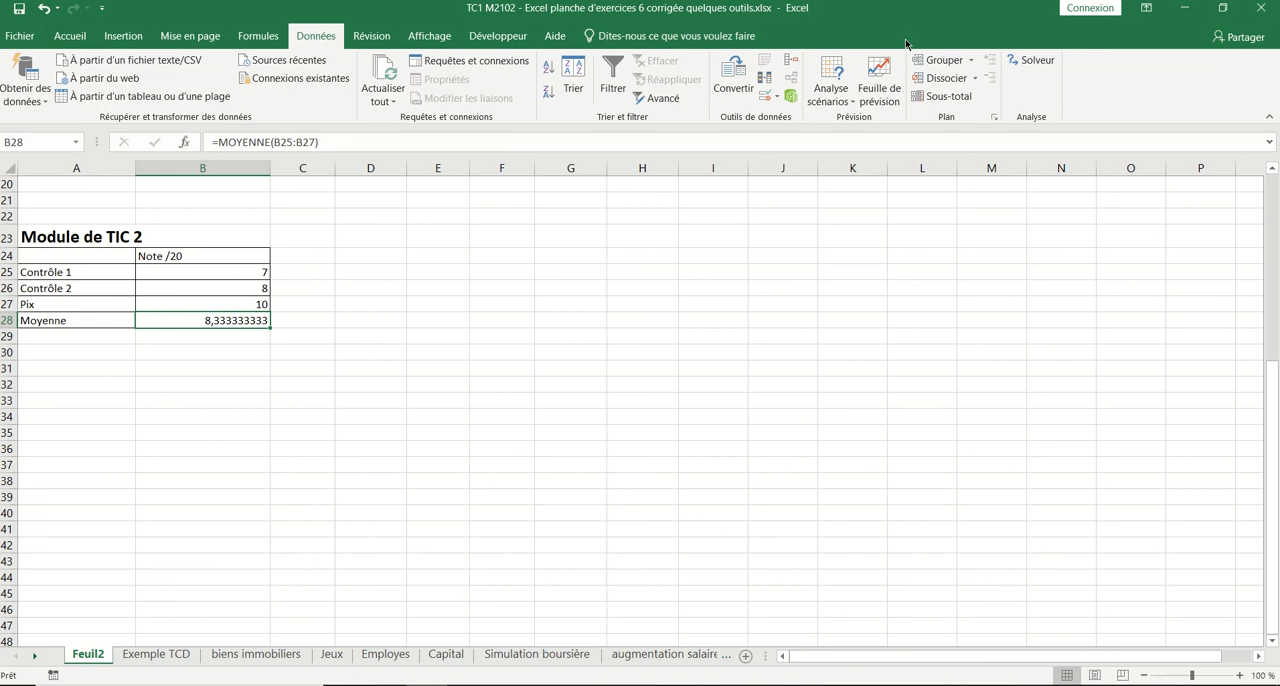 TC1 M2102 - Excel planche d'exercices 6 corrigée quelques outils.xlsx - Excel
Connexion
Fichier Accueil Insertion Mise en page Formules Données Révision Affichage Développeur Aide Dites-nous ce que vous voulez faire Partager
Obtenir des données
À partir d'un fichier texte/CSV
À partir du web
À partir d'un tableau ou d'une plage
Sources récentes
Connexions existantes
Récupérer et transformer des données
Actualiser tout
Requêtes et connexions
Propriétés
Modifier les liaisons
Requêtes et connexions
Trier
Filtrer
Effacer
Réappliquer
Avancé
Trier et filtrer
Convertir
Outils de données
Analyse scénarios
Feuille de prévision
Prévision
Grouper
Dissocier
Sous-total
Plan
Solveur
Analyse
B28 fx =MOYENNE(B25:B27)
A B C D E F G H I J K L M N O P
20
21
22
23 Module de TIC 2
24 Note /20
25 Contrôle 1 7
26 Contrôle 2 8
27 Pix 10
28 Moyenne 8,333333333
29
30
31
32
33
34
35
36
37
38
39
40
41
42
43
44
45
46
47
48
Feuil2 Exemple TCD biens immobiliers Jeux Employes Capital Simulation boursière augmentation salaire ...
Prêt 100 %